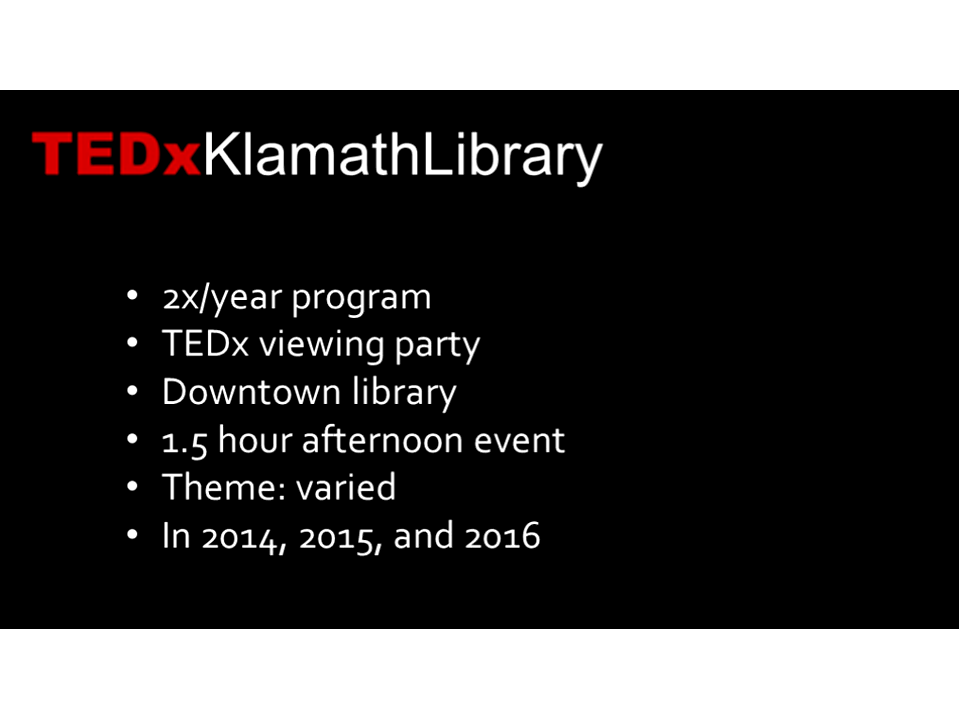 TEDxKlamathLibrary
• 2x/year program
• TEDx viewing party
• Downtown library
• 1.5 hour afternoon event
• Theme: varied
• In 2014, 2015, and 2016